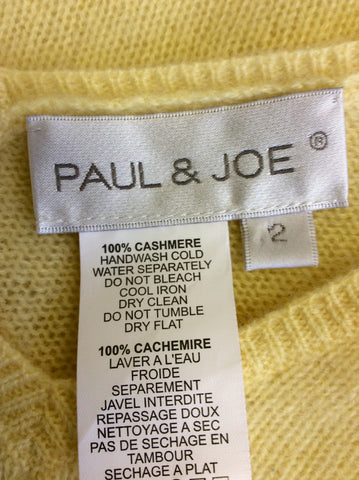 PAUL & JOE ®
2
100% CASHMERE
HANDWASH COLD
WATER SEPARATELY
DO NOT BLEACH
COOL IRON
DRY CLEAN
DO NOT TUMBLE
DRY FLAT
100% CACHEMIRE
LAVER A L'EAU
FROIDE
SEPAREMENT
JAVEL INTERDITE
REPASSAGE DOUX
NETTOYAGE A SEC
PAS DE SECHAGE
EN TAMBOUR
SECHAGE A PLAT